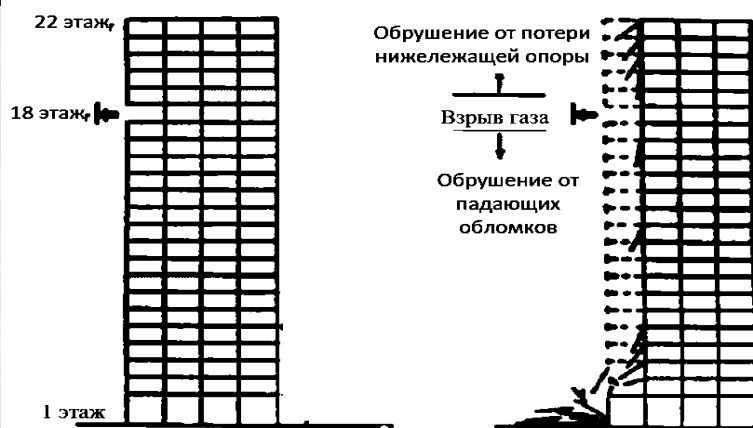 22 этаж,
18 этаж,
1 этаж
Обрушение от потери
нижележащей опоры
Взрыв газа
Обрушение от
падающих
обломков